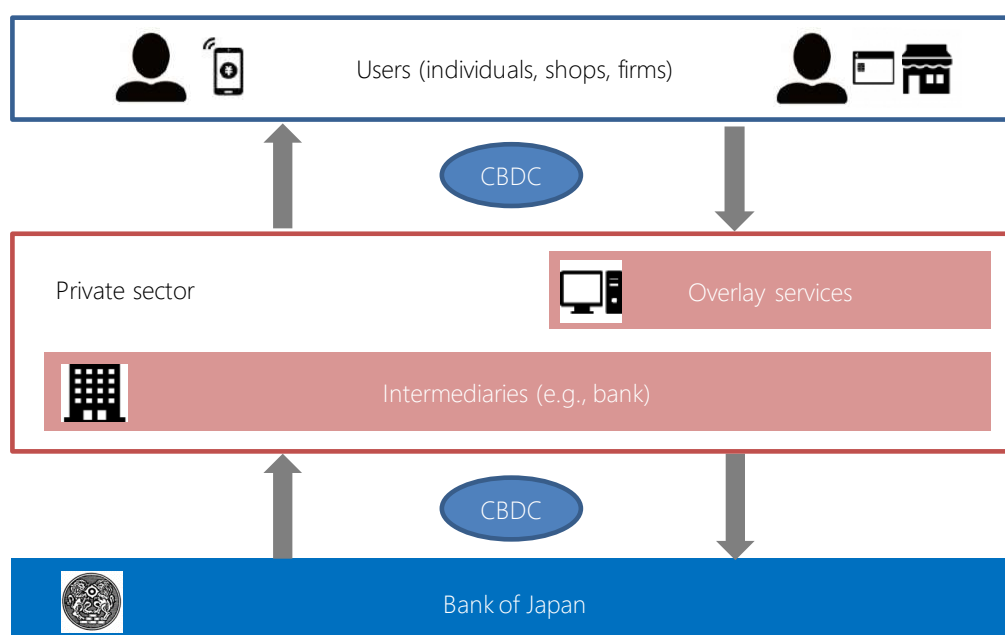 Users (individuals, shops, firms)
CBDC
Private sector
Overlay services
Intermediaries (e.g., bank)
CBDC
Bank of Japan